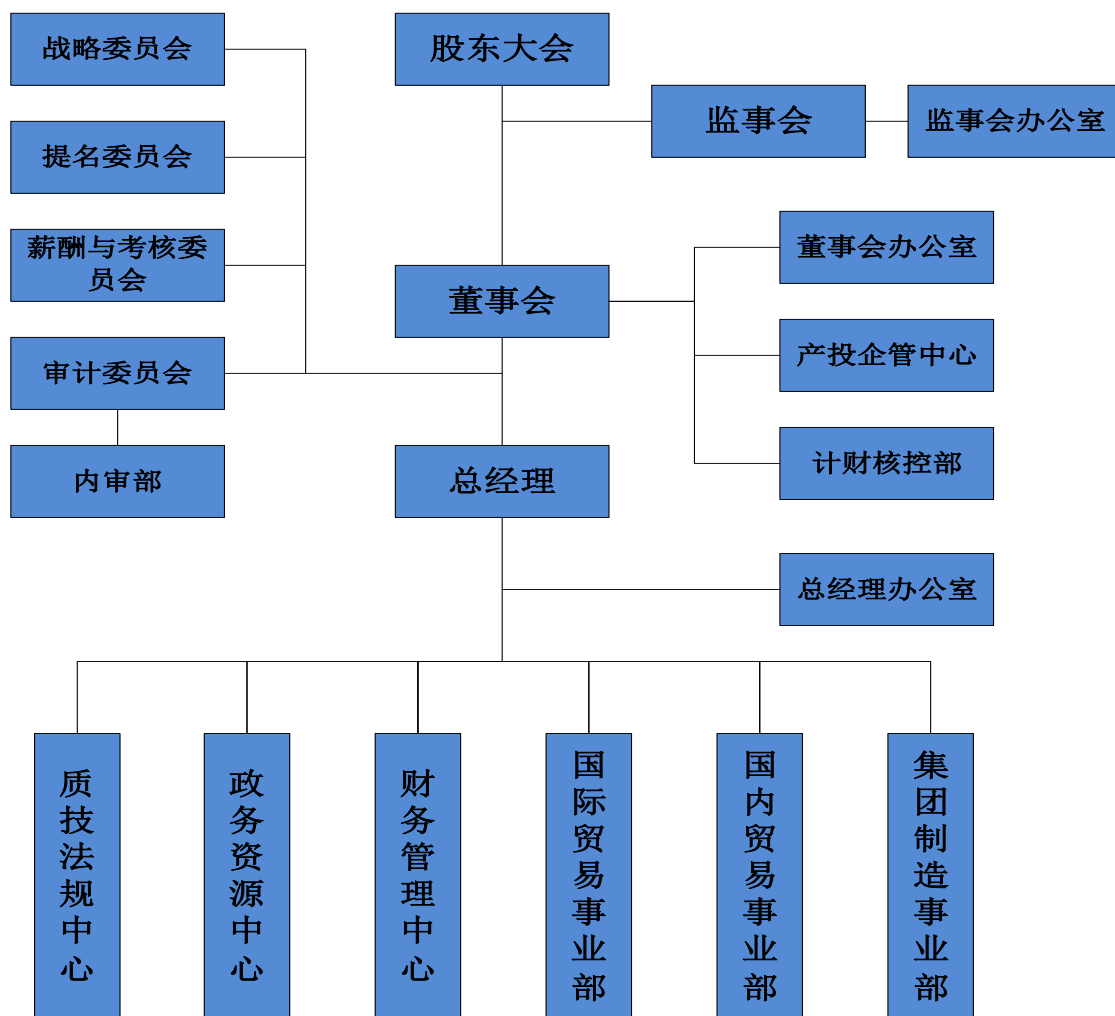 战略委员会
股东大会
监事会
监事会办公室
提名委员会
薪酬与考核委
员会
董事会
董事会办公室
产投企管中心
审计委员会
计财核控部
内审部
总经理
总经理办公室
质技法规中心
政务资源中心
财务管理中心
国际贸易事业部
国内贸易事业部
集团制造事业部